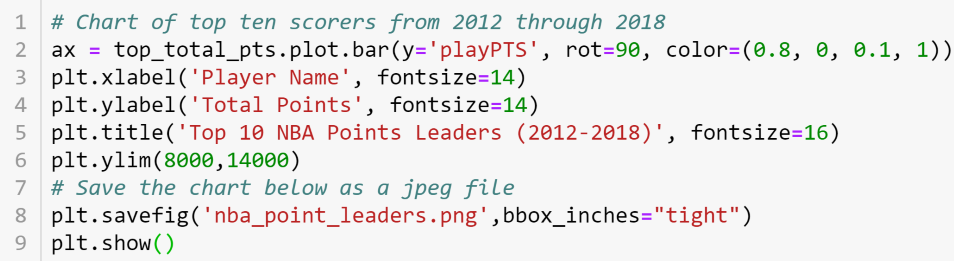 1 # Chart of top ten scorers from 2012 through 2018
2 ax = top_total_pts.plot.bar(y='playPTS', rot=90, color=(0.8, 0, 0.1, 1))
3 plt.xlabel('Player Name', fontsize=14)
4 plt.ylabel('Total Points', fontsize=14)
5 plt.title('Top 10 NBA Points Leaders (2012-2018)', fontsize=16)
6 plt.ylim(8000,14000)
7 # Save the chart below as a jpeg file
8 plt.savefig('nba_point_leaders.png',bbox_inches="tight")
9 plt.show()